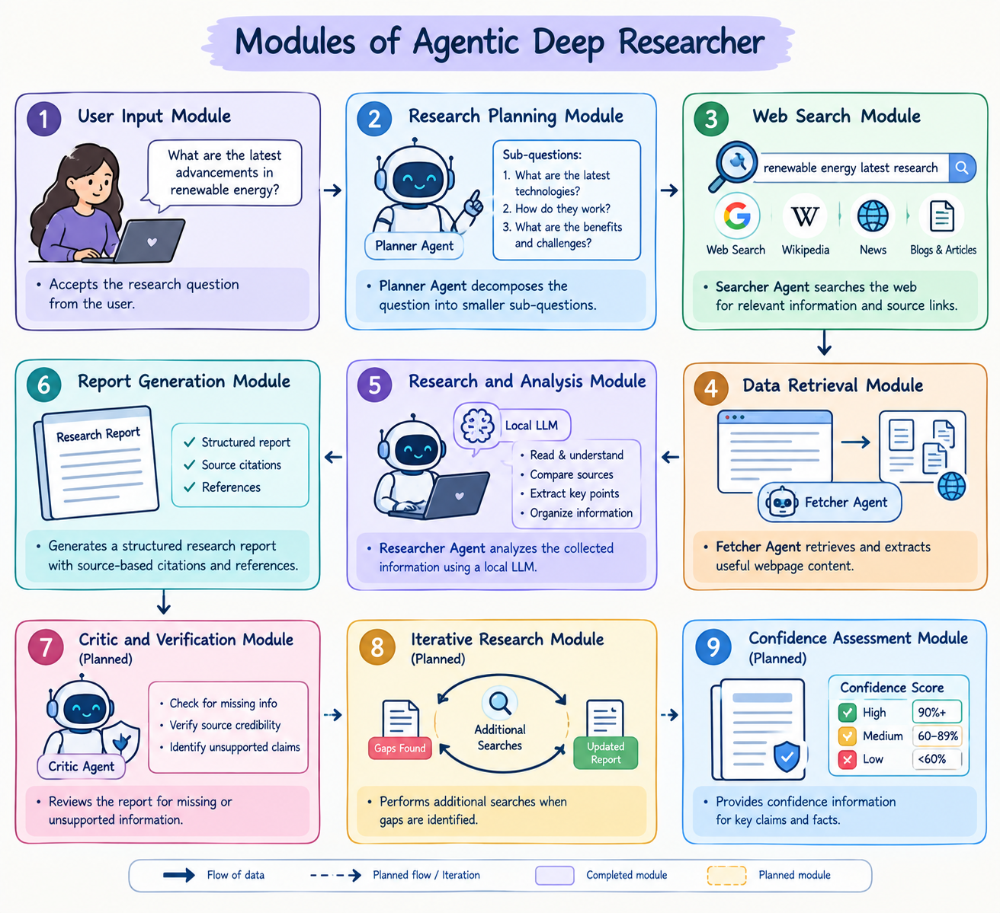 Modules of Agentic Deep Researcher
1
User Input Module
What are the latest
advancements in
renewable energy?
• Accepts the research question
from the user.
2
Research Planning Module
Planner Agent
Sub-questions:
1. What are the latest
technologies?
2. How do they work?
3. What are the benefits
and challenges?
• Planner Agent decomposes the
question into smaller sub-questions.
3
Web Search Module
renewable energy latest research
G
W
Web Search
Wikipedia
News
Blogs & Articles
• Searcher Agent searches the web
for relevant information and source links.
4
Data Retrieval Module
Fetcher Agent
• Fetcher Agent retrieves and extracts
useful webpage content.
5
Research and Analysis Module
Local LLM
• Read & understand
• Compare sources
• Extract key points
• Organize information
• Researcher Agent analyzes the collected
information using a local LLM.
6
Report Generation Module
Research Report
✓ Structured report
✓ Source citations
✓ References
• Generates a structured research report
with source-based citations and references.
7
Critic and Verification Module
(Planned)
Critic Agent
• Check for missing info
• Verify source credibility
• Identify unsupported claims
• Reviews the report for missing or
unsupported information.
8
Iterative Research Module
(Planned)
Gaps Found
Additional
Searches
Updated
Report
• Performs additional searches when
gaps are identified.
9
Confidence Assessment Module
(Planned)
Confidence Score
High 90%+
Medium 60–89%
Low <60%
• Provides confidence information
for key claims and facts.
Flow of data
Planned flow / Iteration
Completed module
Planned module